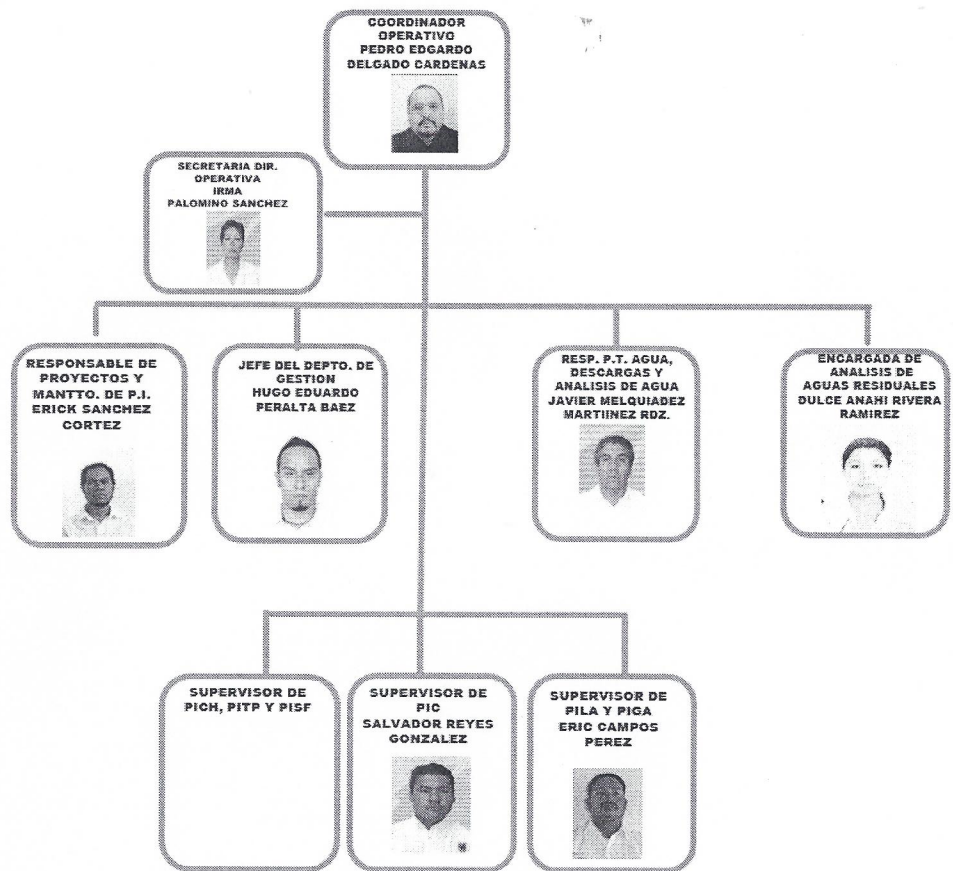 COORDINADOR
OPERATIVO
PEDRO EDGARDO
DELGADO CARDENAS
SECRETARIA DIR.
OPERATIVA
IRMA
PALOMINO SANCHEZ
RESPONSABLE DE
PROYECTOS Y
MANTTO. DE P.I.
ERICK SANCHEZ
CORTEZ
JEFE DEL DEPTO. DE
GESTION
HUGO EDUARDO
PERALTA BAEZ
RESP. P.T. AGUA,
DESCARGAS Y
ANALISIS DE AGUA
JAVIER MELQUIADEZ
MARTIINEZ RDZ.
ENCARGADA DE
ANALISIS DE
AGUAS RESIDUALES
DULCE ANAHI RIVERA
RAMIREZ
SUPERVISOR DE
PICH, PITP Y PISF
SUPERVISOR DE
PIC
SALVADOR REYES
GONZALEZ
SUPERVISOR DE
PILA Y PIGA
ERIC CAMPOS
PEREZ